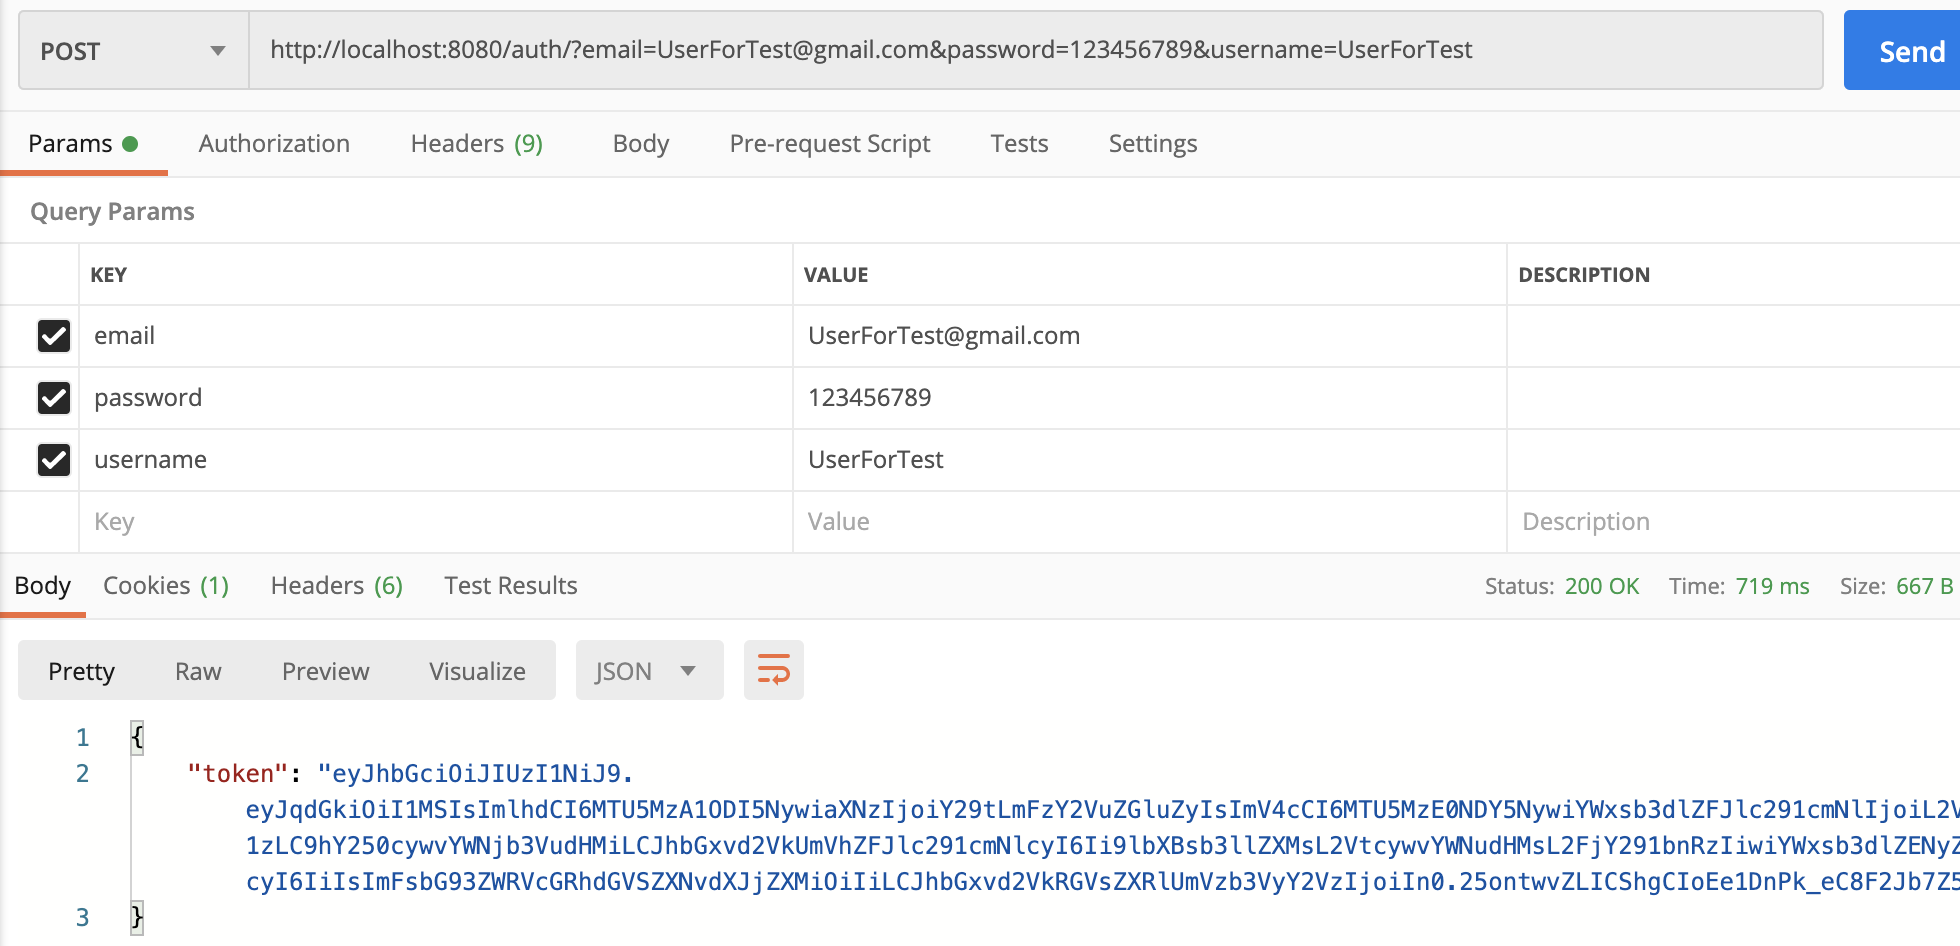 POST http://localhost:8080/auth/?email=UserForTest@gmail.com&password=123456789&username=UserForTest Send
Params Authorization Headers (9) Body Pre-request Script Tests Settings
Query Params
KEY VALUE DESCRIPTION
email UserForTest@gmail.com
password 123456789
username UserForTest
Key Value Description
Body Cookies (1) Headers (6) Test Results Status: 200 OK Time: 719 ms Size: 667 B
Pretty Raw Preview Visualize JSON
1 {
2 "token": "eyJhbGciOiJIUzI1NiJ9.
eyJqdGkiOiI1MSIsImlhdCI6MTU5MzA1ODI5NywiaXNzIjoiY29tLmFzY2VuZGluZyIsImV4cCI6MTU5MzE0NDY5NywiYWxsb3dlZFJlc291cmNlIjoiL2V
1zLC9hY250cywvYWNjb3VudHMiLCJhbGxvd2VkUmVhZFJlc291cmNlcyI6Ii9lbXBsb3llZXMsL2VtcywvYWNudHMsL2FjY291bnRzIiwiYWxsb3dlZENyZ
cyI6IiIsImFsbG93ZWRVcGRhdGVSZXNvdXJjZXMiOiIiLCJhbGxvd2VkRGVsZXRlUmVzb3VyY2VzIjoiIn0.25ontwvZLICShgCIoEe1DnPk_eC8F2Jb7Z5
3 }